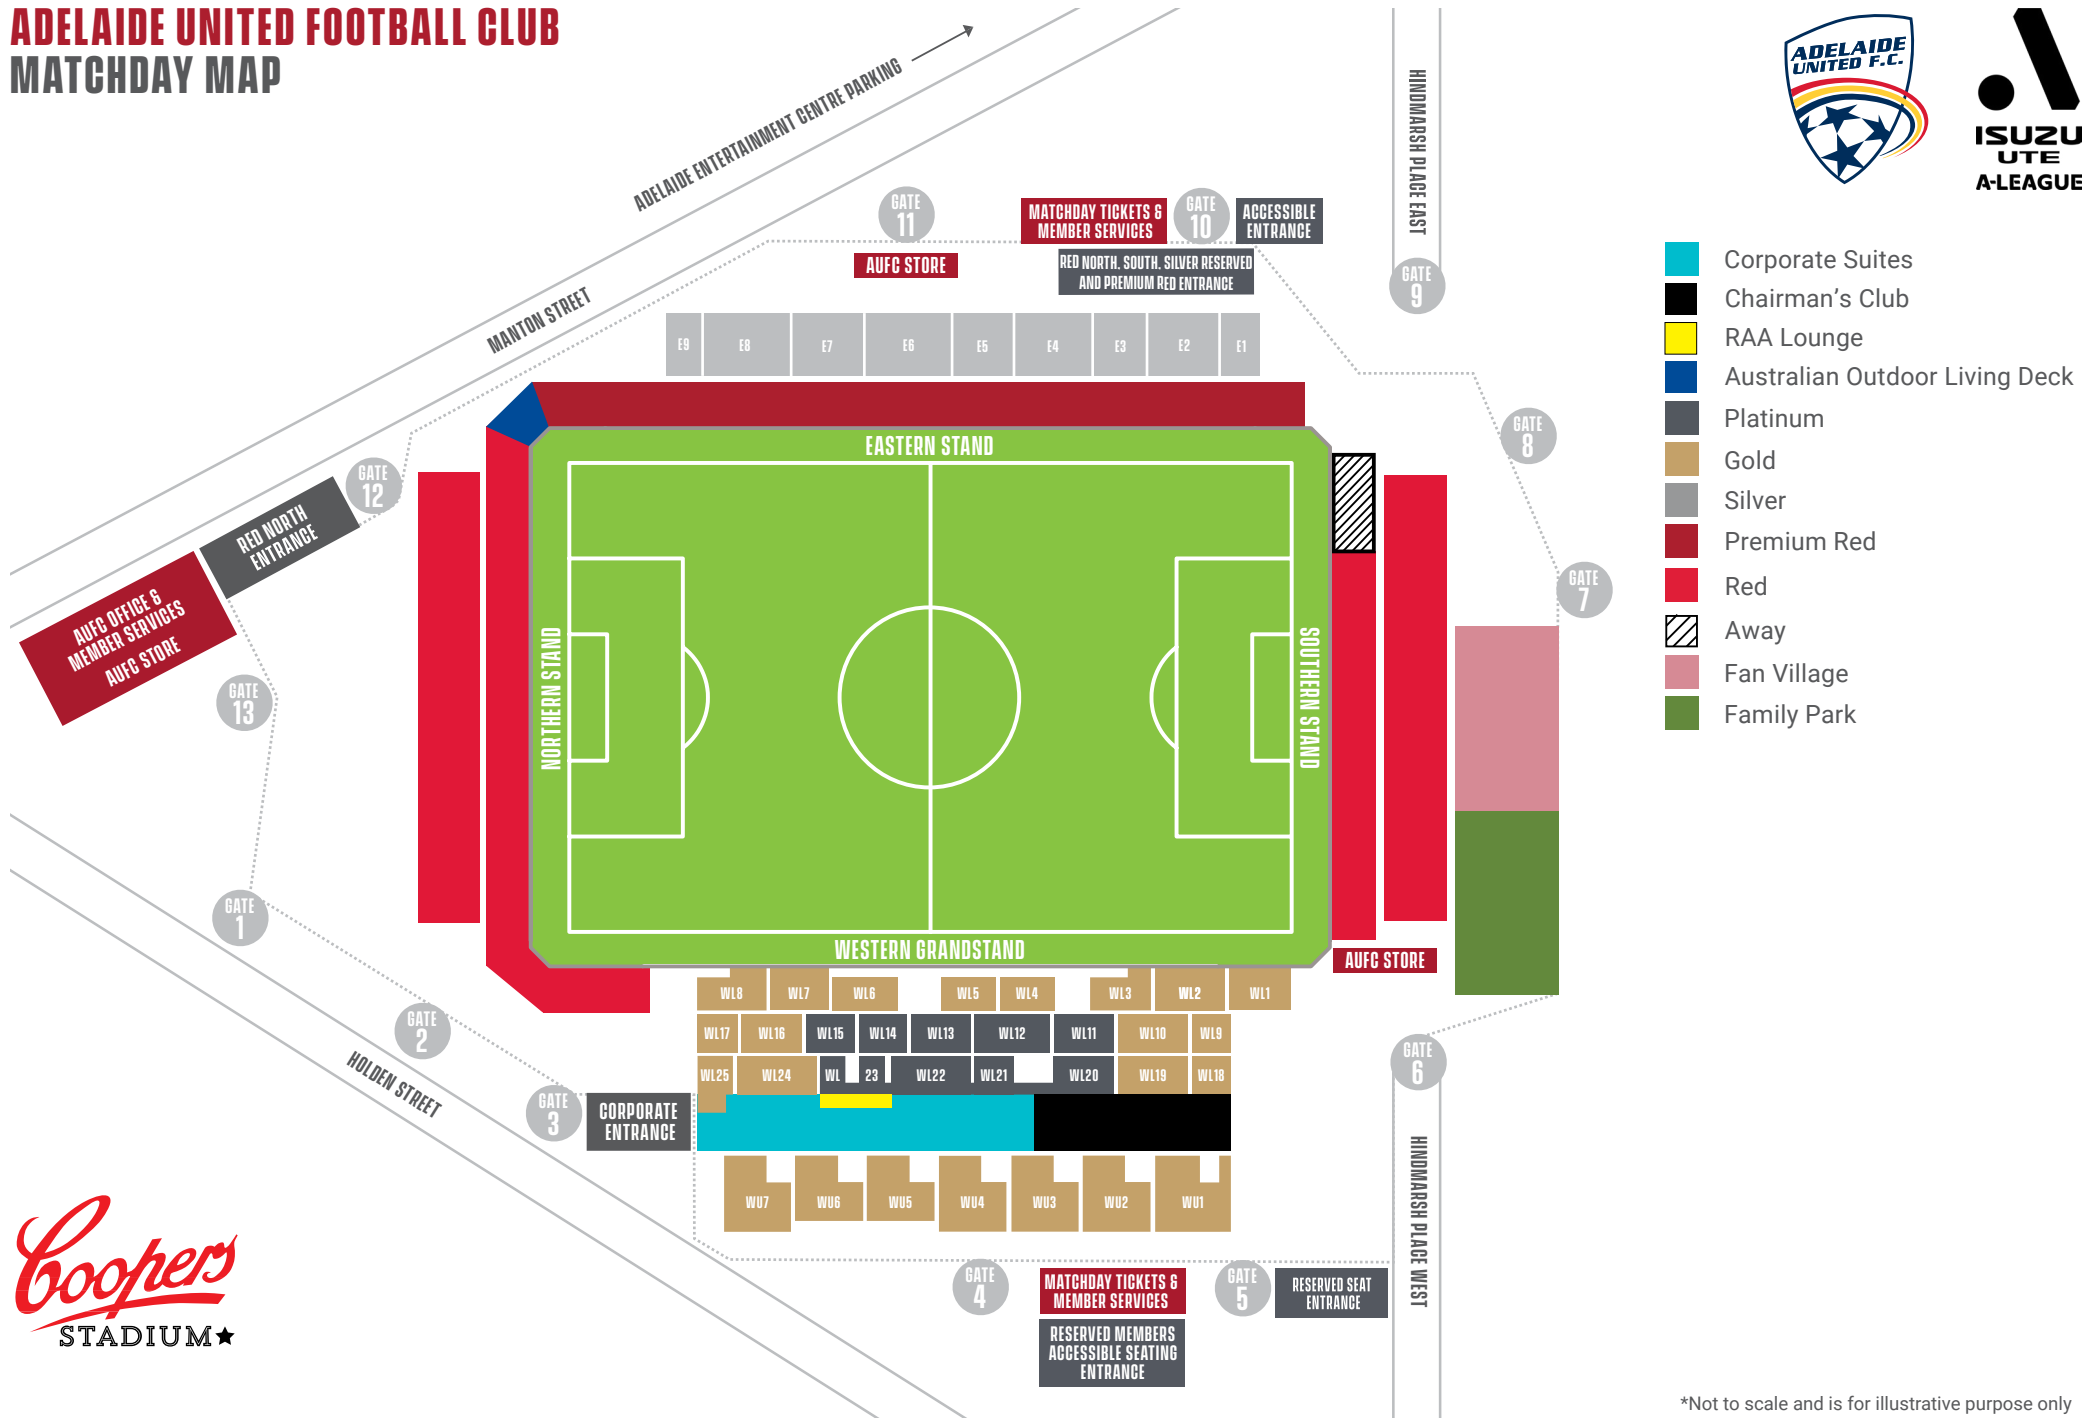 ADELAIDE UNITED FOOTBALL CLUB
MATCHDAY MAP
ADELAIDE ENTERTAINMENT CENTRE PARKING
HINDMARSH PLACE EAST
ADELAIDE
UNITED F.C.
ISUZU
UTE
A-LEAGUE
GATE
11
AUFC STORE
MATCHDAY TICKETS &
MEMBER SERVICES
GATE
10
ACCESSIBLE
ENTRANCE
RED NORTH, SOUTH, SILVER RESERVED
AND PREMIUM RED ENTRANCE
GATE
9
MANTON STREET
E9
E8
E7
E6
E5
E4
E3
E2
E1
Corporate Suites
Chairman's Club
RAA Lounge
Australian Outdoor Living Deck
Platinum
Gold
Silver
Premium Red
Red
Away
Fan Village
Family Park
GATE
8
GATE
7
GATE
12
RED NORTH
ENTRANCE
AUFC OFFICE &
MEMBER SERVICES
AUFC STORE
GATE
13
EASTERN STAND
NORTHERN STAND
SOUTHERN STAND
WESTERN GRANDSTAND
AUFC STORE
GATE
1
GATE
2
HOLDEN STREET
GATE
3
CORPORATE
ENTRANCE
WL8
WL7
WL6
WL5
WL4
WL3
WL2
WL1
WL17
WL16
WL15
WL14
WL13
WL12
WL11
WL10
WL9
WL25
WL24
WL
23
WL22
WL21
WL20
WL19
WL18
WU7
WU6
WU5
WU4
WU3
WU2
WU1
GATE
6
HINDMARSH PLACE WEST
GATE
4
MATCHDAY TICKETS &
MEMBER SERVICES
RESERVED MEMBERS
ACCESSIBLE SEATING
ENTRANCE
GATE
5
RESERVED SEAT
ENTRANCE
Coopers
STADIUM
*Not to scale and is for illustrative purpose only